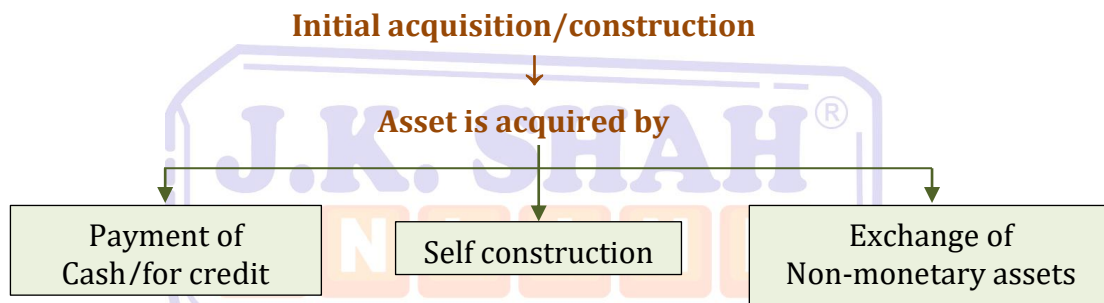 Initial acquisition/construction
Asset is acquired by
J.K. SHAH®
Payment of
Cash/for credit
Self construction
Exchange of
Non-monetary assets